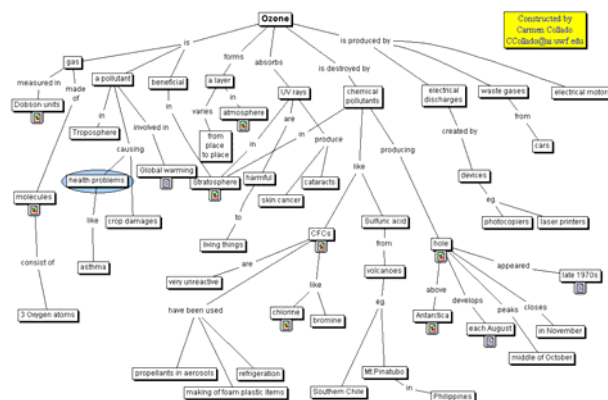 Ozone
Constructed by
Carmen Collado
CCollado@ai.uwf.edu
is
forms
absorbs
is destroyed by
is produced by
gas
measured in
made
of
Dobson units
a pollutant
in
Troposphere
causing
involved in
beneficial
in
a layer
varies
in
atmosphere
from
place
to place
UV rays
in
are
produce
chemical
pollutants
in
electrical
discharges
waste gases
electrical motors
from
cars
created by
devices
eg.
photocopiers
laser printers
Global warming
health problems
Stratosphere
harmful
cataracts
skin cancer
like
producing
molecules
like
crop damages
to
living things
CFCs
Sulfuric acid
from
hole
consist of
asthma
are
very unreactive
like
volcanoes
appeared
late 1970s
have been used
chlorine
bromine
eg.
above
develops
peaks
closes
Antarctica
each August
in November
middle of October
3 Oxygen atoms
propellants in aerosols
refrigeration
making of foam plastic items
Southern Chile
Mt Pinatubo
in
Philippines